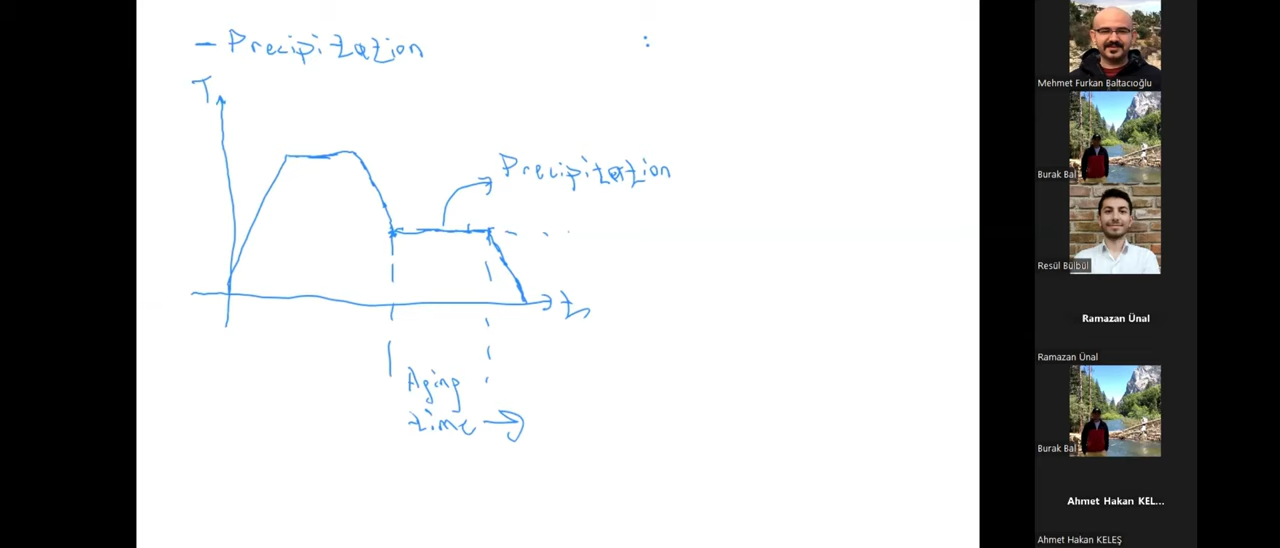 - Precipitation
:
T
Precipitation
t
Aging
time
Mehmet Furkan Baltacıoğlu
Burak Bal
Resül Bülbül
Ramazan Ünal
Ramazan Ünal
Burak Bal
Ahmet Hakan KEL...
Ahmet Hakan KELEŞ